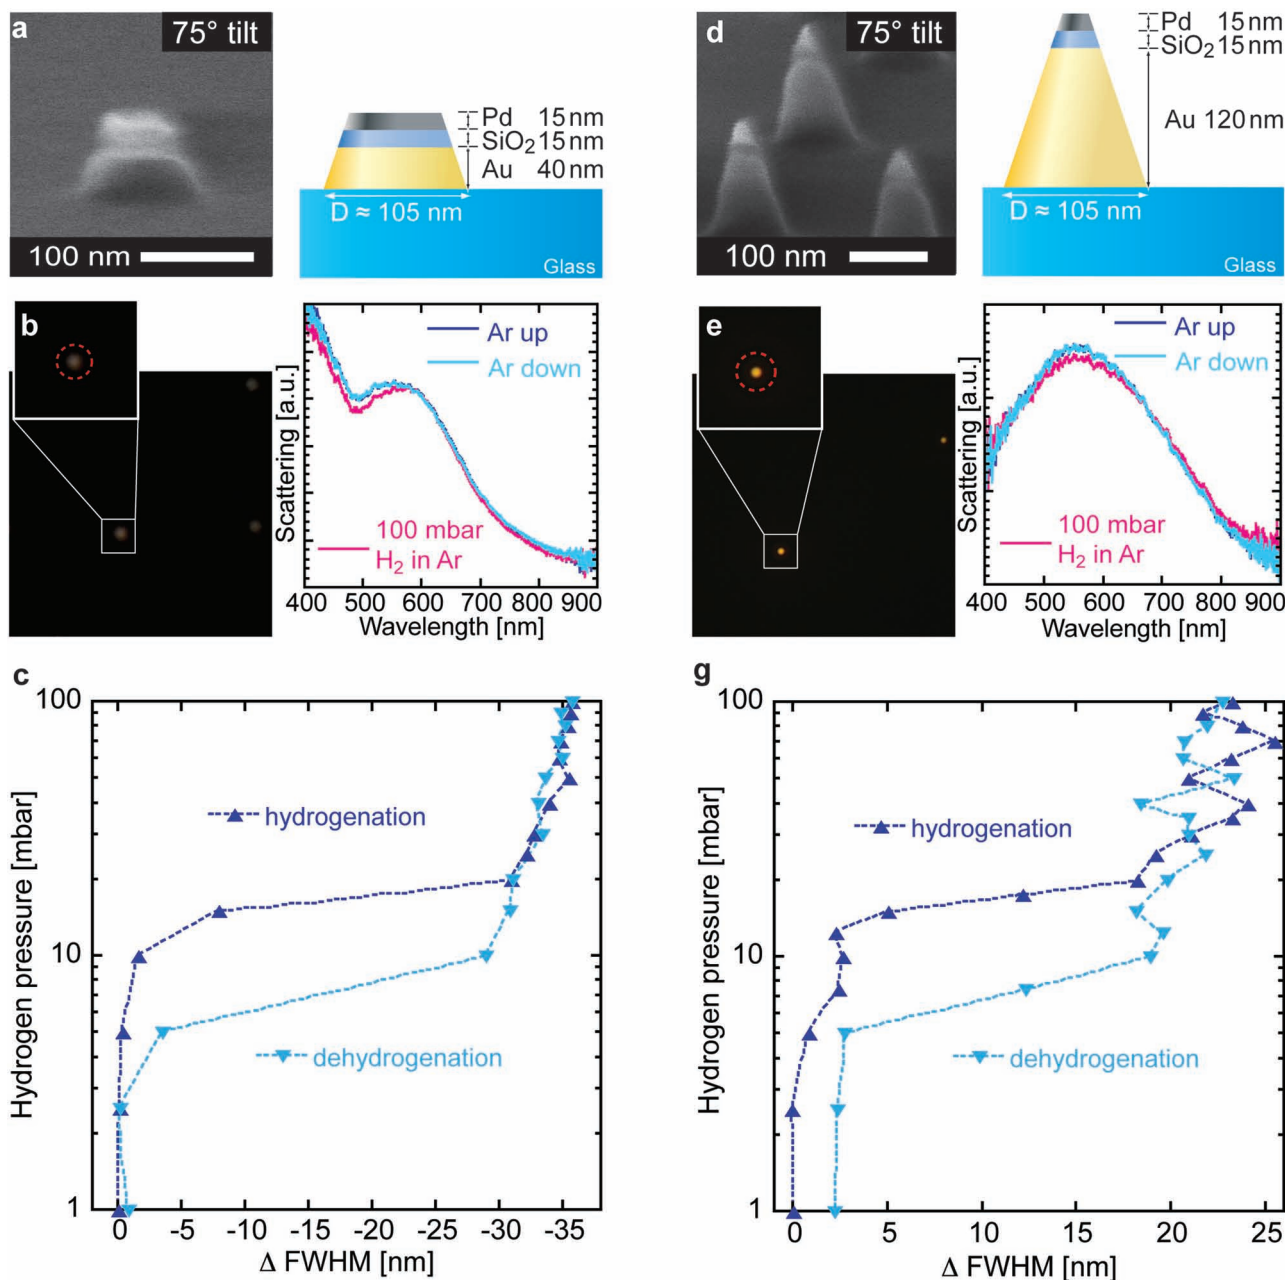 a
75° tilt
Pd 15 nm
SiO₂ 15 nm
Au 40 nm
D ≈ 105 nm
100 nm
Glass
d
75° tilt
Pd 15 nm
SiO₂ 15 nm
Au 120 nm
D ≈ 105 nm
100 nm
Glass
b
Scattering [a.u.]
Ar up
Ar down
100 mbar
H₂ in Ar
400 500 600 700 800 900
Wavelength [nm]
e
Scattering [a.u.]
Ar up
Ar down
100 mbar
H₂ in Ar
400 500 600 700 800 900
Wavelength [nm]
c
Hydrogen pressure [mbar]
100
10
1
hydrogenation
dehydrogenation
0 -5 -10 -15 -20 -25 -30 -35
Δ FWHM [nm]
g
Hydrogen pressure [mbar]
100
10
1
hydrogenation
dehydrogenation
0 5 10 15 20 25
Δ FWHM [nm]